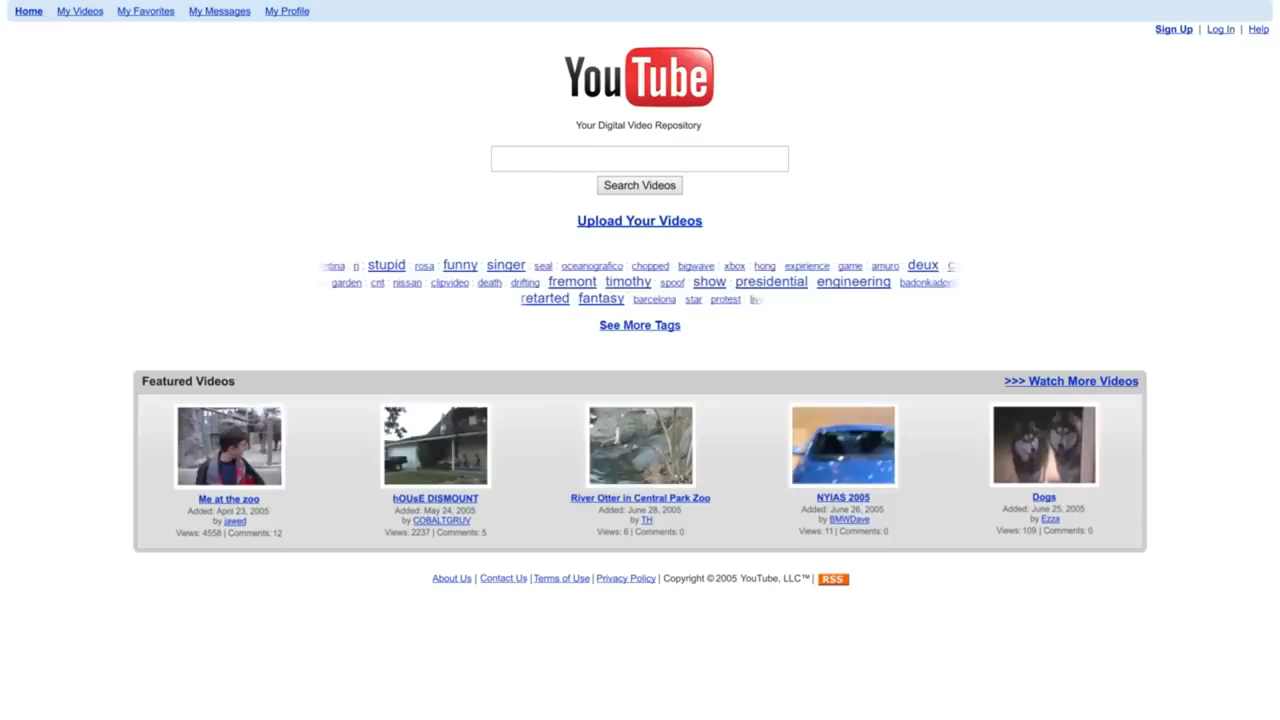 Home My Videos My Favorites My Messages My Profile
Sign Up | Log In | Help
YouTube
Your Digital Video Repository
Search Videos
Upload Your Videos
rj : stupid : rosa : funny : singer : seal : oceanografico : chopped : bigwave : xbox : hong : expirience : game : amuro : deux :
garden : cnt : nissan : clipvideo : death : drifting : fremont : timothy : spoof : show : presidential : engineering :
retarted : fantasy : barcelona : star : protest :
See More Tags
Featured Videos >>> Watch More Videos
Me at the zoo
Added: April 23, 2005
by jawed
Views: 4558 | Comments: 12
hOUsE DISMOUNT
Added: May 24, 2005
by COBALTGRUV
Views: 2237 | Comments: 5
River Otter in Central Park Zoo
Added: June 28, 2005
by TH
Views: 6 | Comments: 0
NYIAS 2005
Added: June 26, 2005
by BMWDave
Views: 11 | Comments: 0
Dogs
Added: June 25, 2005
by Ezza
Views: 109 | Comments: 0
About Us | Contact Us | Terms of Use | Privacy Policy | Copyright © 2005 YouTube, LLC™ | RSS